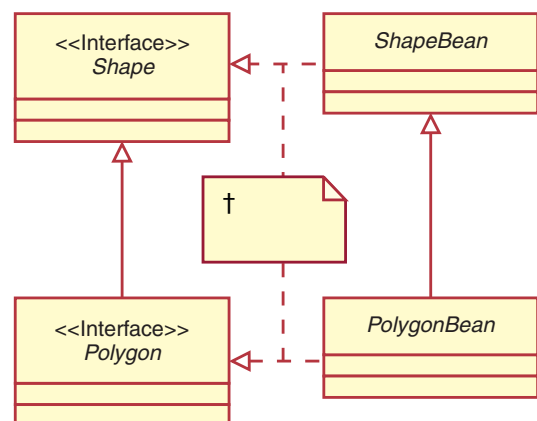 <<Interface>>
Shape
ShapeBean
†
<<Interface>>
Polygon
PolygonBean